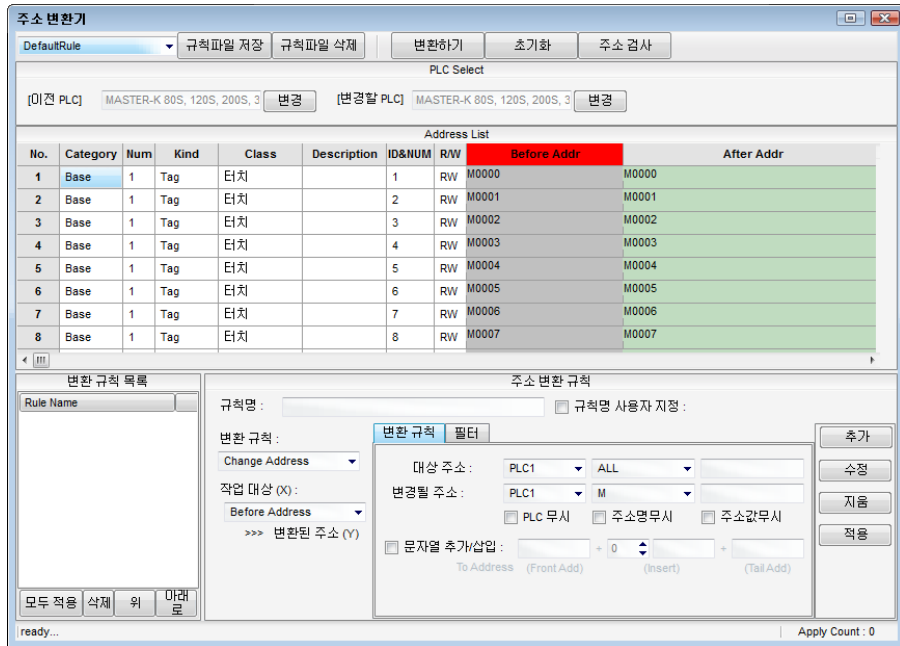 주소 변환기
DefaultRule 규칙파일 저장 규칙파일 삭제 변환하기 초기화 주소 검사
PLC Select
[이전 PLC] MASTER-K 80S, 120S, 200S, 3 변경 [변경할 PLC] MASTER-K 80S, 120S, 200S, 3 변경
Address List
No. Category Num Kind Class Description ID&NUM R/W Before Addr After Addr
1 Base 1 Tag 터치 1 RW M0000 M0000
2 Base 1 Tag 터치 2 RW M0001 M0001
3 Base 1 Tag 터치 3 RW M0002 M0002
4 Base 1 Tag 터치 4 RW M0003 M0003
5 Base 1 Tag 터치 5 RW M0004 M0004
6 Base 1 Tag 터치 6 RW M0005 M0005
7 Base 1 Tag 터치 7 RW M0006 M0006
8 Base 1 Tag 터치 8 RW M0007 M0007
변환 규칙 목록
Rule Name
모두 적용 삭제 위 아래로
주소 변환 규칙
규칙명 : 규칙명 사용자 지정 :
변환 규칙 :
Change Address
작업 대상 (X) :
Before Address
>>> 변환된 주소 (Y)
변환 규칙 필터
대상 주소 : PLC1 ALL
변경될 주소 : PLC1 M
PLC 무시 주소명무시 주소값무시
문자열 추가/삽입 : + 0 +
To Address (Front Add) (Insert) (Tail Add)
추가
수정
지움
적용
ready... Apply Count : 0